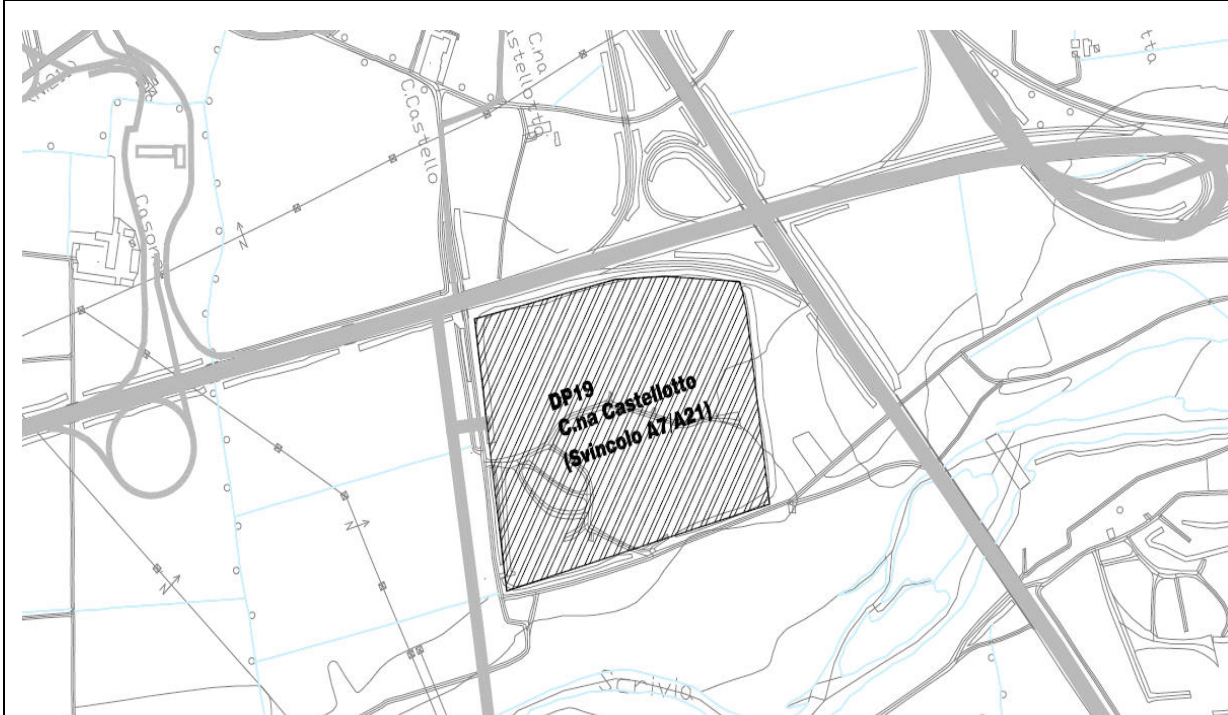 C.na
Castellotto
C.Castello
DP19
C.na Castellotto
(Svincolo A7/A21)
Scrivia